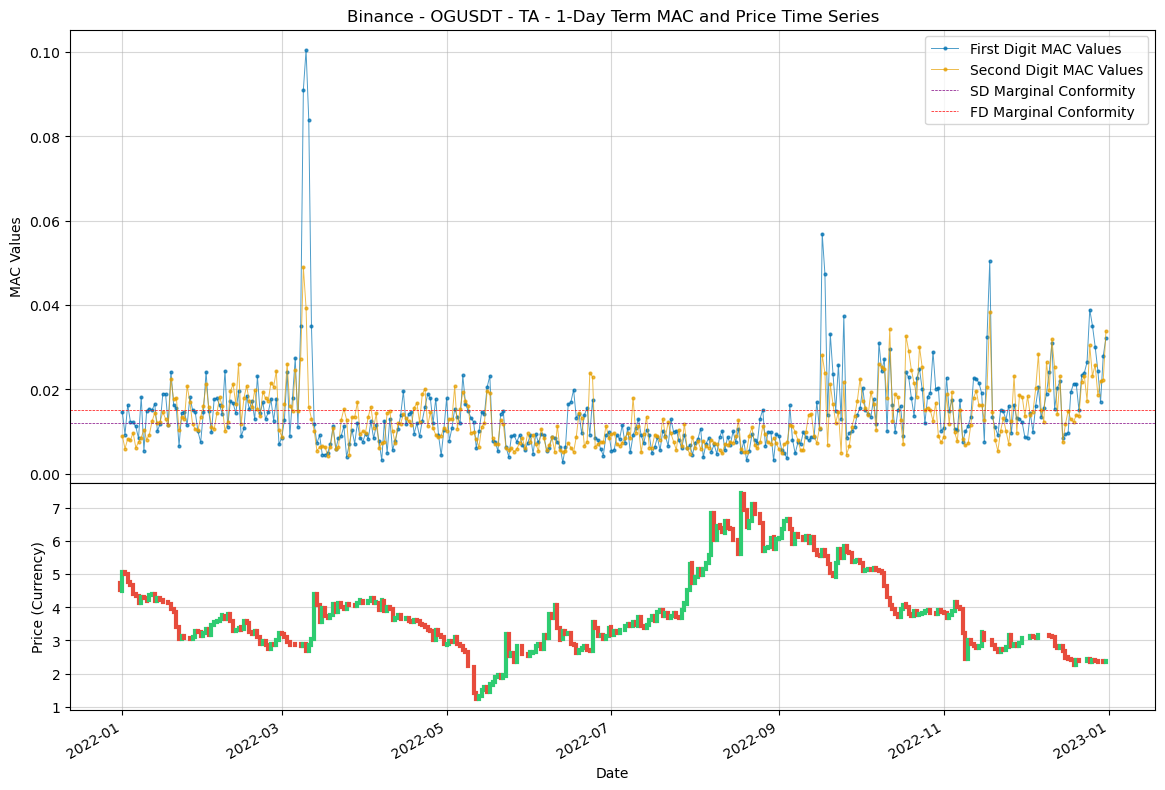 Binance - OGUSDT - TA - 1-Day Term MAC and Price Time Series
First Digit MAC Values
Second Digit MAC Values
SD Marginal Conformity
FD Marginal Conformity
MAC Values
0.10
0.08
0.06
0.04
0.02
0.00
Price (Currency)
7
6
5
4
3
2
1
2022-01
2022-03
2022-05
2022-07
2022-09
2022-11
2023-01
Date